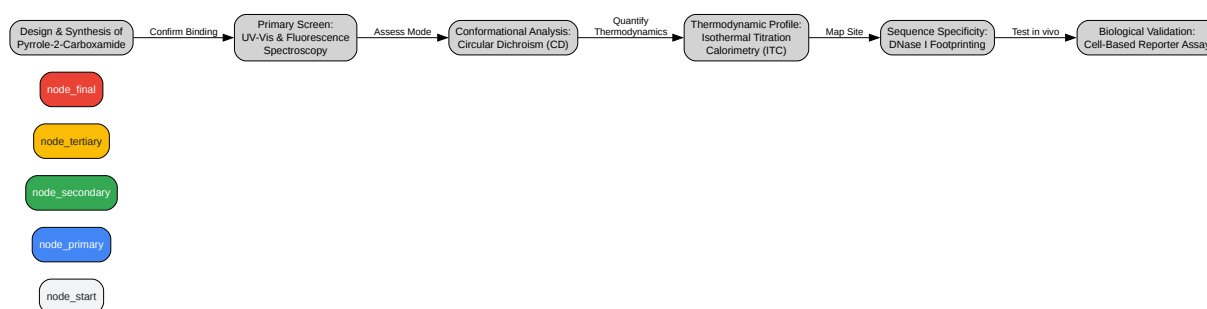 Design & Synthesis of
Pyrrole-2-Carboxamide
Confirm Binding
Primary Screen:
UV-Vis & Fluorescence
Spectroscopy
Assess Mode
Conformational Analysis:
Circular Dichroism (CD)
Quantify
Thermodynamics
Thermodynamic Profile:
Isothermal Titration
Calorimetry (ITC)
Map Site
Sequence Specificity:
DNase I Footprinting
Test in vivo
Biological Validation:
Cell-Based Reporter Assay
node_final
node_tertiary
node_secondary
node_primary
node_start